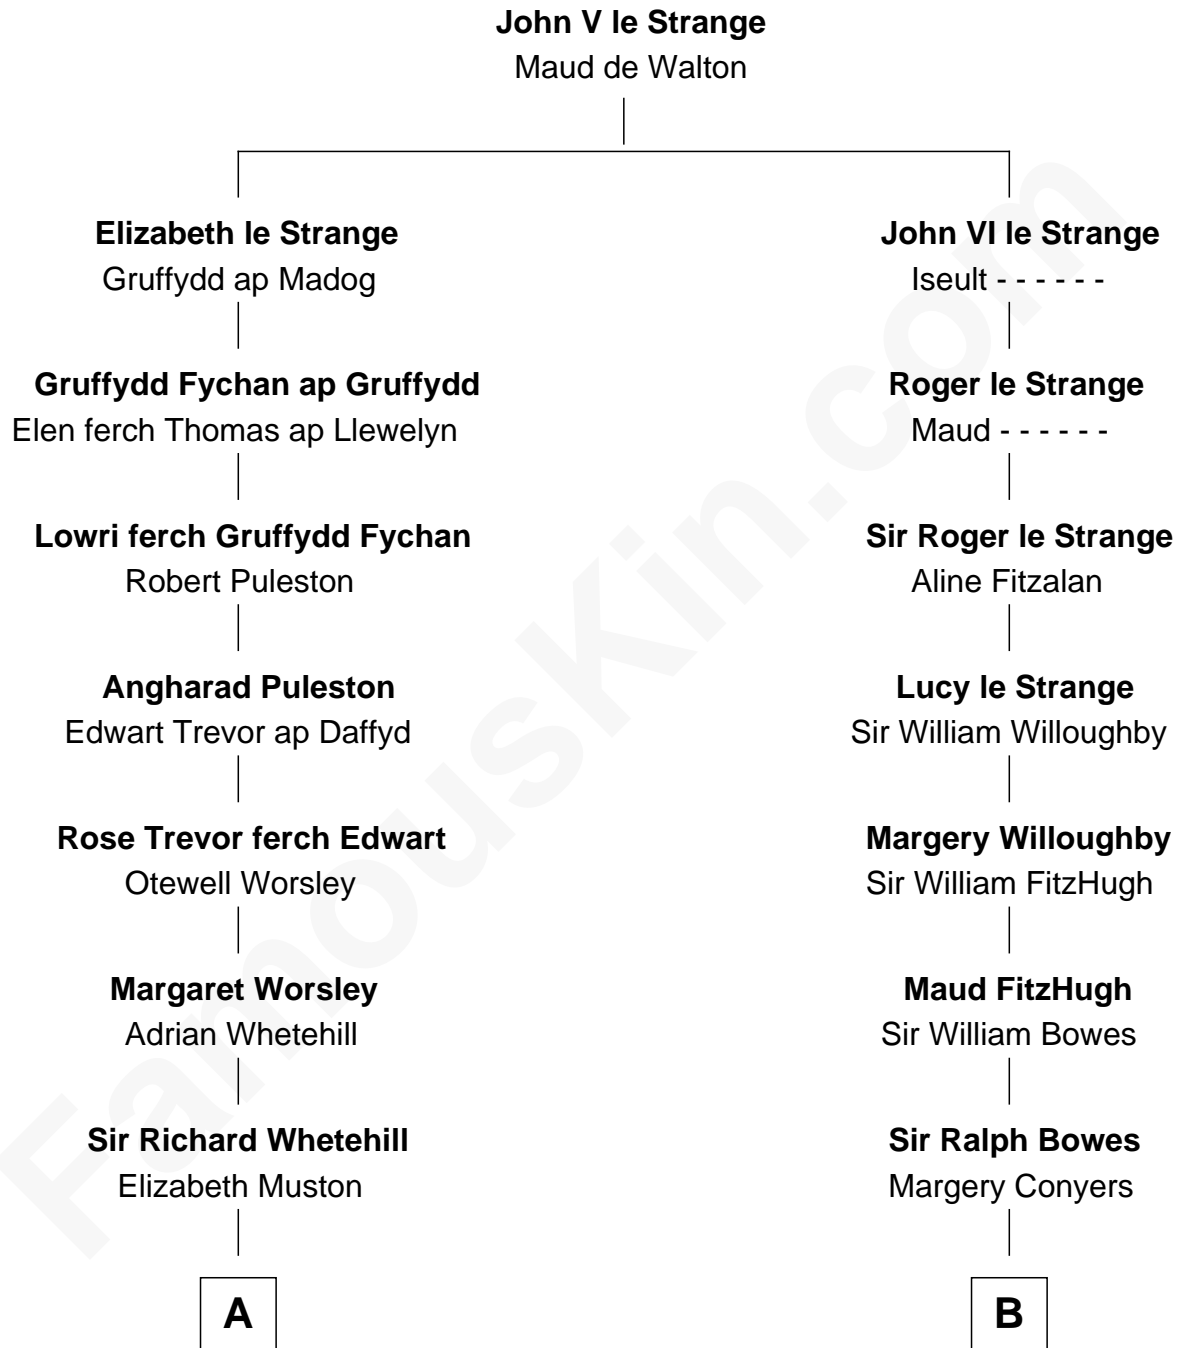 John V le Strange
Maud de Walton
Elizabeth le Strange
Gruffydd ap Madog
Gruffydd Fychan ap Gruffydd
Elen ferch Thomas ap Llewelyn
Lowri ferch Gruffydd Fychan
Robert Puleston
Angharad Puleston
Edwart Trevor ap Daffyd
Rose Trevor ferch Edwart
Otewell Worsley
Margaret Worsley
Adrian Whetehill
Sir Richard Whetehill
Elizabeth Muston
A
John VI le Strange
Iseult - - - - - -
Roger le Strange
Maud - - - - - -
Sir Roger le Strange
Aline Fitzalan
Lucy le Strange
Sir William Willoughby
Margery Willoughby
Sir William FitzHugh
Maud FitzHugh
Sir William Bowes
Sir Ralph Bowes
Margery Conyers
B
FamousKin.com